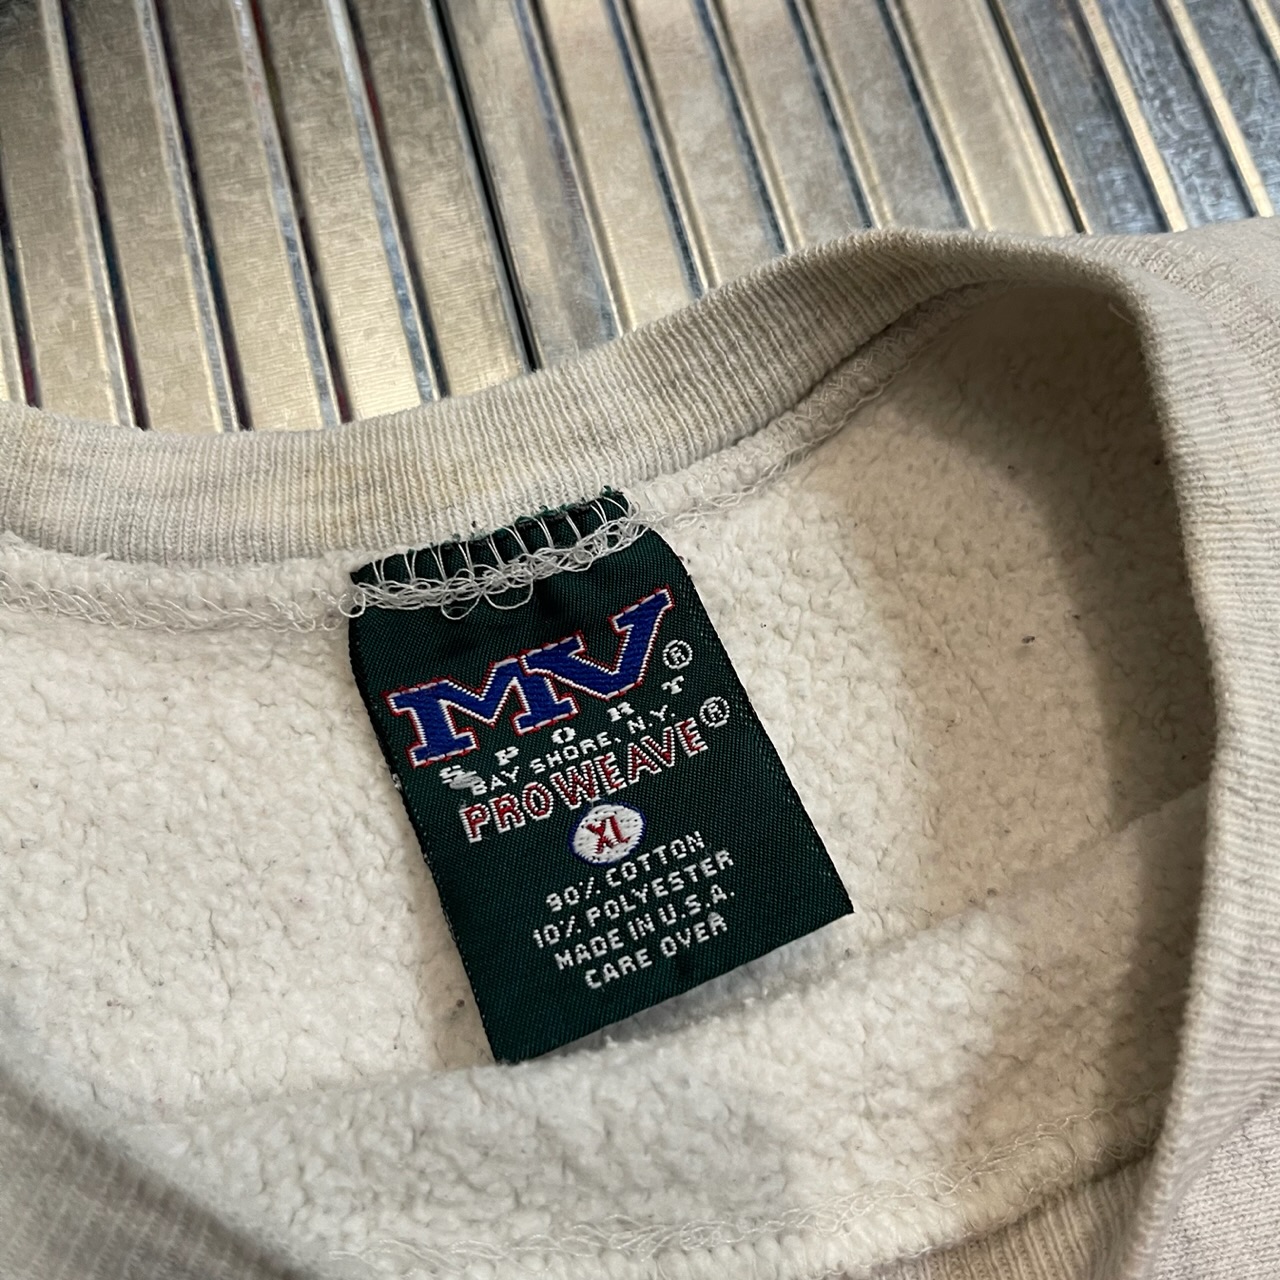 MV®
SPORT
BAY SHORE, N.Y
PROWEAVE®
XL
90% COTTON
10% POLYESTER
MADE IN U.S.A.
CARE OVER